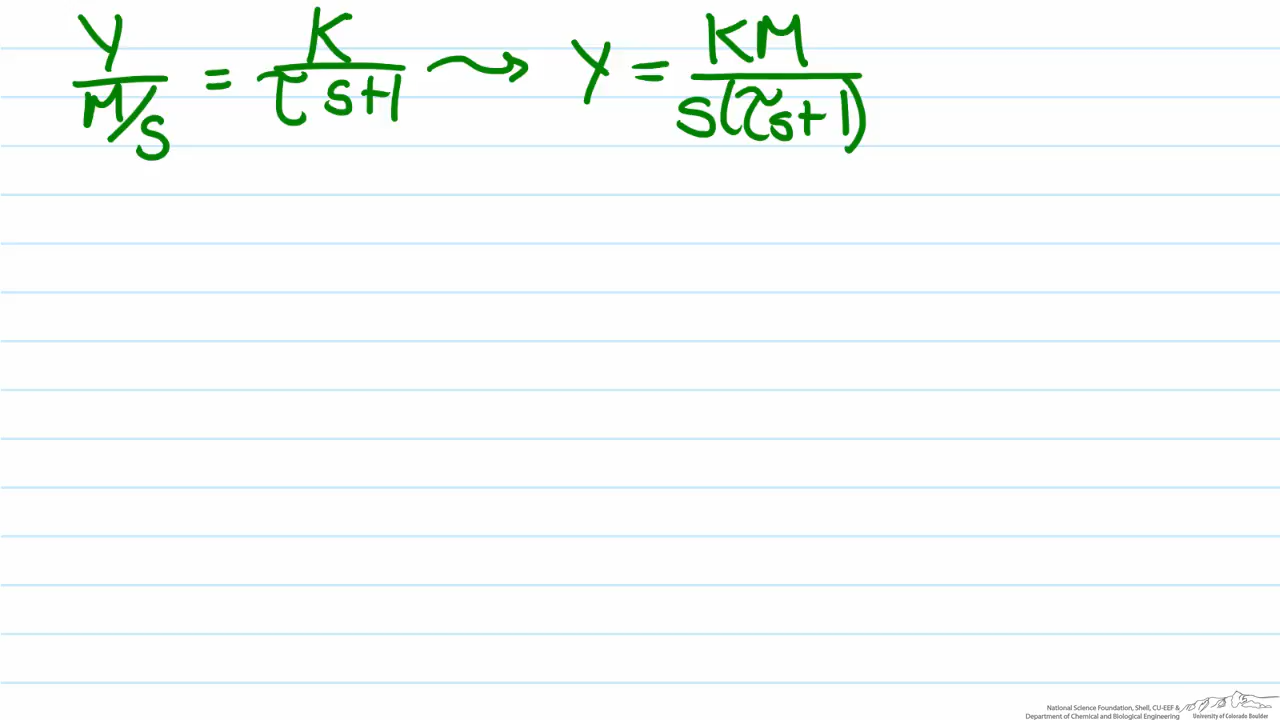 Y/(M/s) = K/(τs+1) ⇝ Y = KM/(s(τs+1))
National Science Foundation, Shell, CU-EEF &
Department of Chemical and Biological Engineering
University of Colorado Boulder